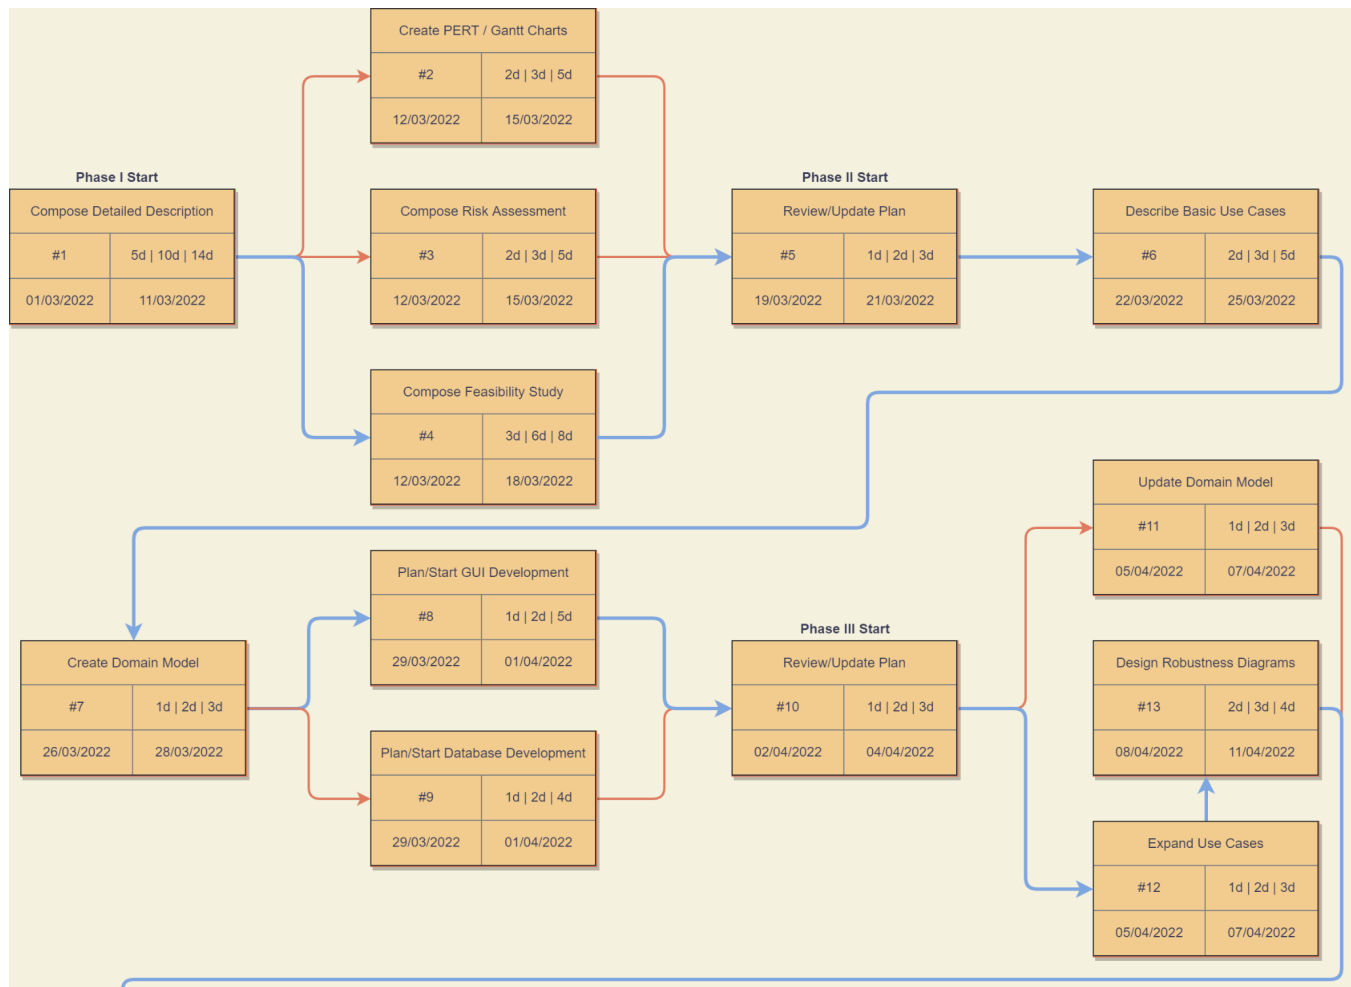 Create PERT / Gantt Charts
#2 2d | 3d | 5d
12/03/2022 15/03/2022
Phase I Start
Compose Detailed Description
#1 5d | 10d | 14d
01/03/2022 11/03/2022
Compose Risk Assessment
#3 2d | 3d | 5d
12/03/2022 15/03/2022
Phase II Start
Review/Update Plan
#5 1d | 2d | 3d
19/03/2022 21/03/2022
Describe Basic Use Cases
#6 2d | 3d | 5d
22/03/2022 25/03/2022
Compose Feasibility Study
#4 3d | 6d | 8d
12/03/2022 18/03/2022
Create Domain Model
#7 1d | 2d | 3d
26/03/2022 28/03/2022
Plan/Start GUI Development
#8 1d | 2d | 5d
29/03/2022 01/04/2022
Plan/Start Database Development
#9 1d | 2d | 4d
29/03/2022 01/04/2022
Phase III Start
Review/Update Plan
#10 1d | 2d | 3d
02/04/2022 04/04/2022
Update Domain Model
#11 1d | 2d | 3d
05/04/2022 07/04/2022
Design Robustness Diagrams
#13 2d | 3d | 4d
08/04/2022 11/04/2022
Expand Use Cases
#12 1d | 2d | 3d
05/04/2022 07/04/2022